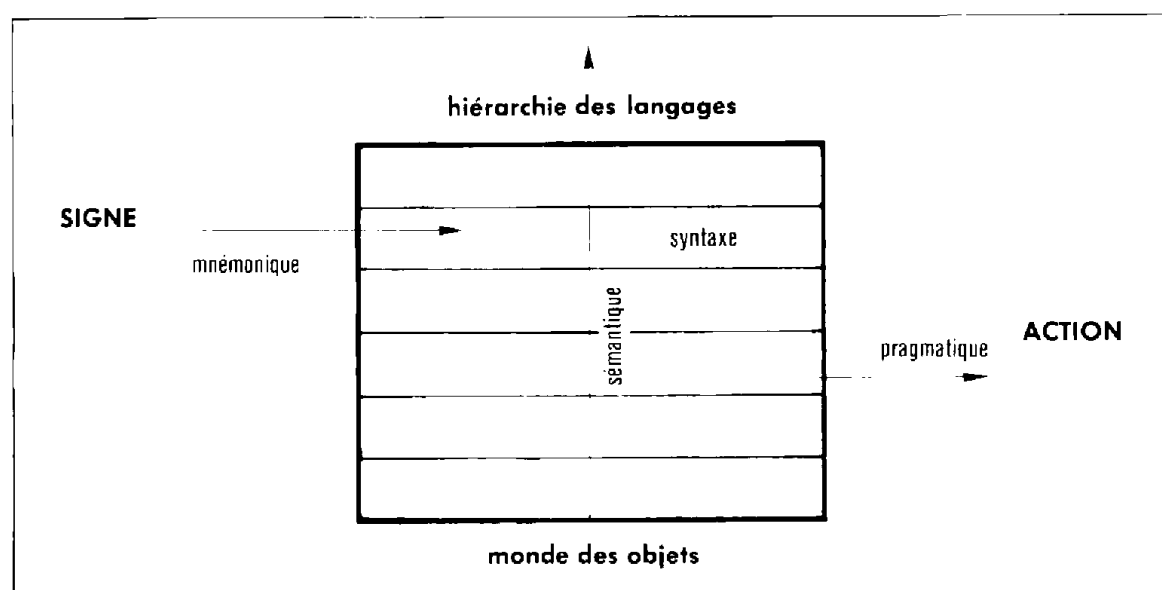 hiérarchie des langages
SIGNE
mnémonique
syntaxe
sémantique
pragmatique
ACTION
monde des objets